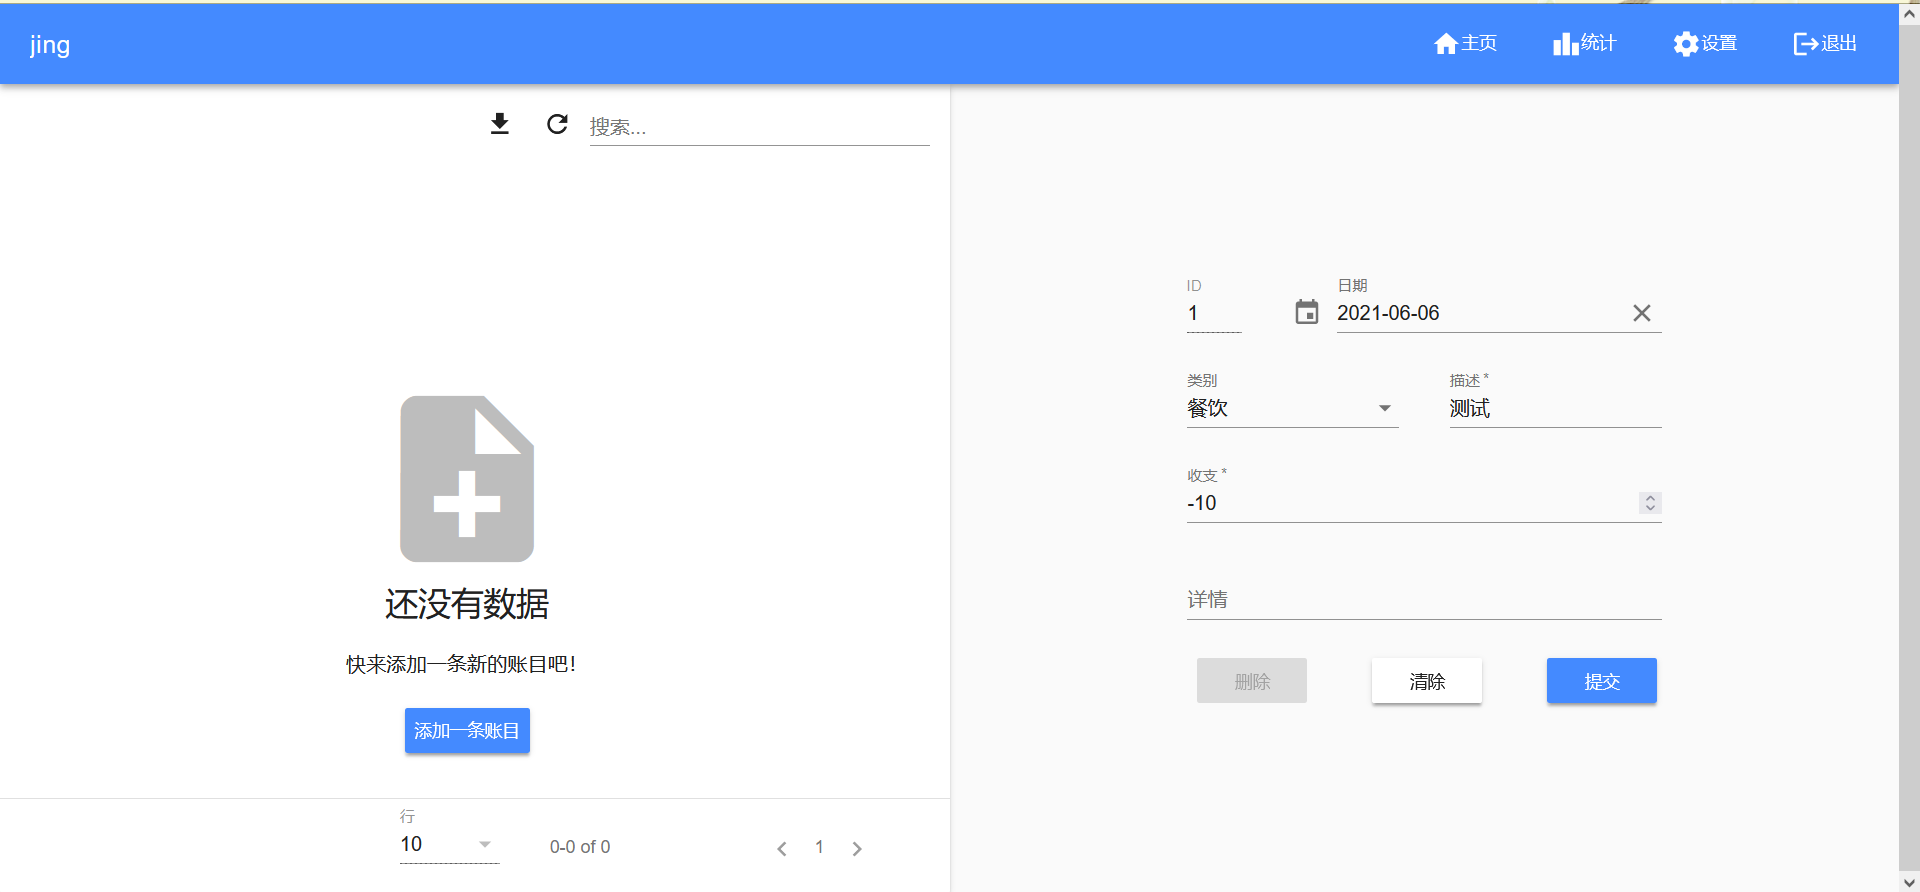 jing
主页
统计
设置
退出
搜索...
还没有数据
快来添加一条新的账目吧！
添加一条账目
行
10
0-0 of 0
1
ID
1
日期
2021-06-06
类别
餐饮
描述 *
测试
收支 *
-10
详情
删除
清除
提交